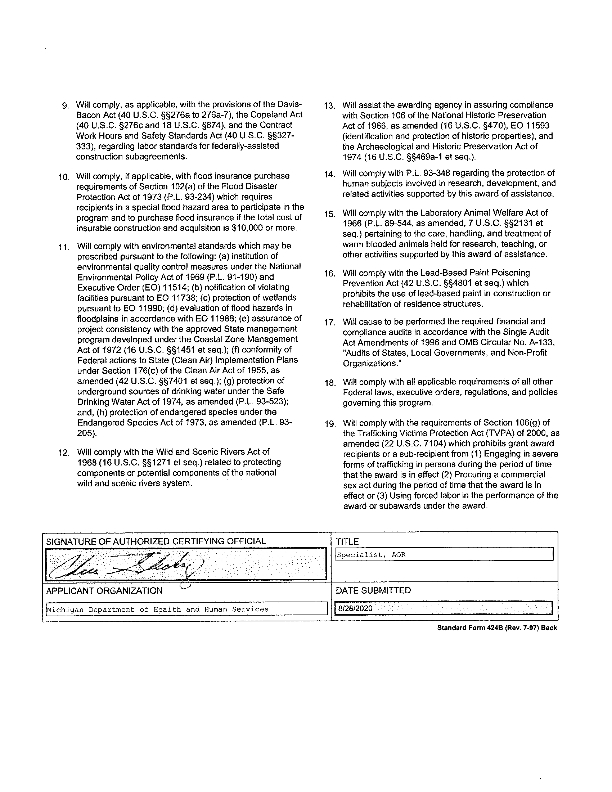 9. Will comply, as applicable, with the provisions of the Davis-
Bacon Act (40 U.S.C. §§276a to 276a-7), the Copeland Act
(40 U.S.C. §276c and 18 U.S.C. §874), and the Contract
Work Hours and Safety Standards Act (40 U.S.C. §§327-
333), regarding labor standards for federally-assisted
construction subagreements.
10. Will comply, if applicable, with flood insurance purchase
requirements of Section 102(a) of the Flood Disaster
Protection Act of 1973 (P.L. 93-234) which requires
recipients in a special flood hazard area to participate in the
program and to purchase flood insurance if the total cost of
insurable construction and acquisition is $10,000 or more.
11. Will comply with environmental standards which may be
prescribed pursuant to the following: (a) institution of
environmental quality control measures under the National
Environmental Policy Act of 1969 (P.L. 91-190) and
Executive Order (EO) 11514; (b) notification of violating
facilities pursuant to EO 11738; (c) protection of wetlands
pursuant to EO 11990; (d) evaluation of flood hazards in
floodplains in accordance with EO 11988; (e) assurance of
project consistency with the approved State management
program developed under the Coastal Zone Management
Act of 1972 (16 U.S.C. §§1451 et seq.); (f) conformity of
Federal actions to State (Clean Air) Implementation Plans
under Section 176(c) of the Clean Air Act of 1955, as
amended (42 U.S.C. §§7401 et seq.); (g) protection of
underground sources of drinking water under the Safe
Drinking Water Act of 1974, as amended (P.L. 93-523);
and, (h) protection of endangered species under the
Endangered Species Act of 1973, as amended (P.L. 93-
205).
12. Will comply with the Wild and Scenic Rivers Act of
1968 (16 U.S.C. §§1271 et seq.) related to protecting
components or potential components of the national
wild and scenic rivers system.
13. Will assist the awarding agency in assuring compliance
with Section 106 of the National Historic Preservation
Act of 1966, as amended (16 U.S.C. §470), EO 11593
(identification and protection of historic properties), and
the Archaeological and Historic Preservation Act of
1974 (16 U.S.C. §§469a-1 et seq.).
14. Will comply with P.L. 93-348 regarding the protection of
human subjects involved in research, development, and
related activities supported by this award of assistance.
15. Will comply with the Laboratory Animal Welfare Act of
1966 (P.L. 89-544, as amended, 7 U.S.C. §§2131 et
seq.) pertaining to the care, handling, and treatment of
warm blooded animals held for research, teaching, or
other activities supported by this award of assistance.
16. Will comply with the Lead-Based Paint Poisoning
Prevention Act (42 U.S.C. §§4801 et seq.) which
prohibits the use of lead-based paint in construction or
rehabilitation of residence structures.
17. Will cause to be performed the required financial and
compliance audits in accordance with the Single Audit
Act Amendments of 1996 and OMB Circular No. A-133,
"Audits of States, Local Governments, and Non-Profit
Organizations."
18. Will comply with all applicable requirements of all other
Federal laws, executive orders, regulations, and policies
governing this program.
19. Will comply with the requirements of Section 106(g) of
the Trafficking Victims Protection Act (TVPA) of 2000, as
amended (22 U.S.C. 7104) which prohibits grant award
recipients or a sub-recipient from (1) Engaging in severe
forms of trafficking in persons during the period of time
that the award is in effect (2) Procuring a commercial
sex act during the period of time that the award is in
effect or (3) Using forced labor in the performance of the
award or subawards under the award.
SIGNATURE OF AUTHORIZED CERTIFYING OFFICIAL
TITLE
Specialist, AOR
APPLICANT ORGANIZATION
DATE SUBMITTED
Michigan Department of Health and Human Services
8/26/2020
Standard Form 424B (Rev. 7-97) Back